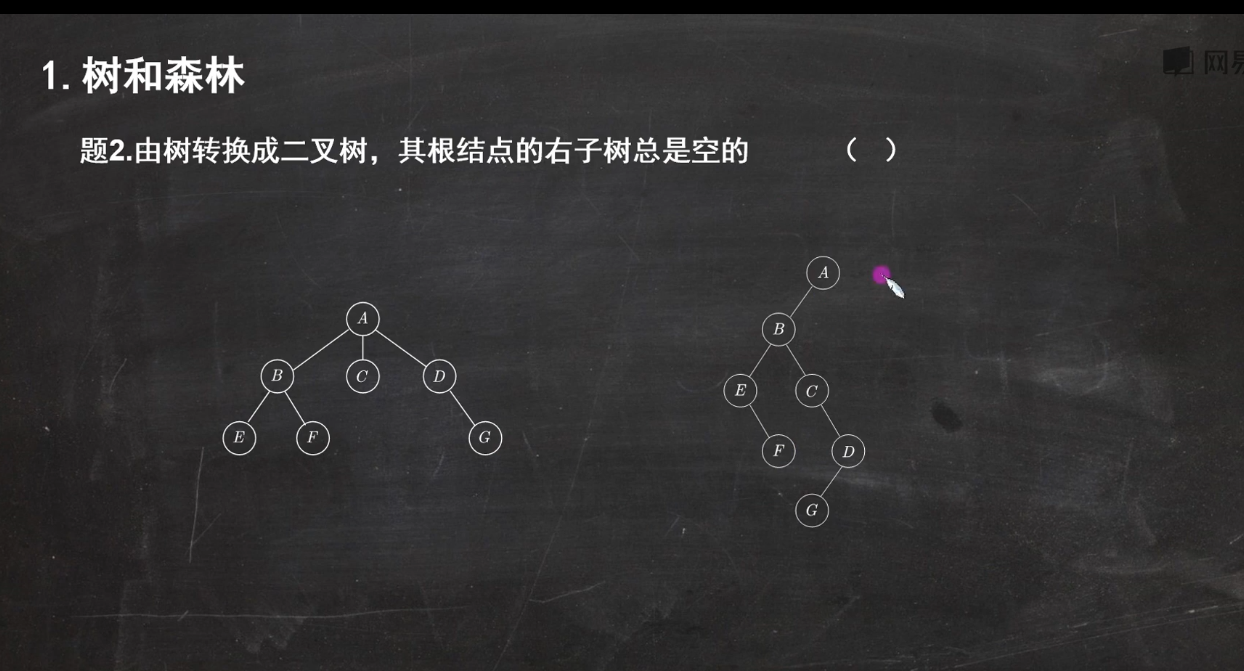 网易
1. 树和森林
题2.由树转换成二叉树，其根结点的右子树总是空的 （ ）
A
A
B
B C D
E C
E F G
F D
G